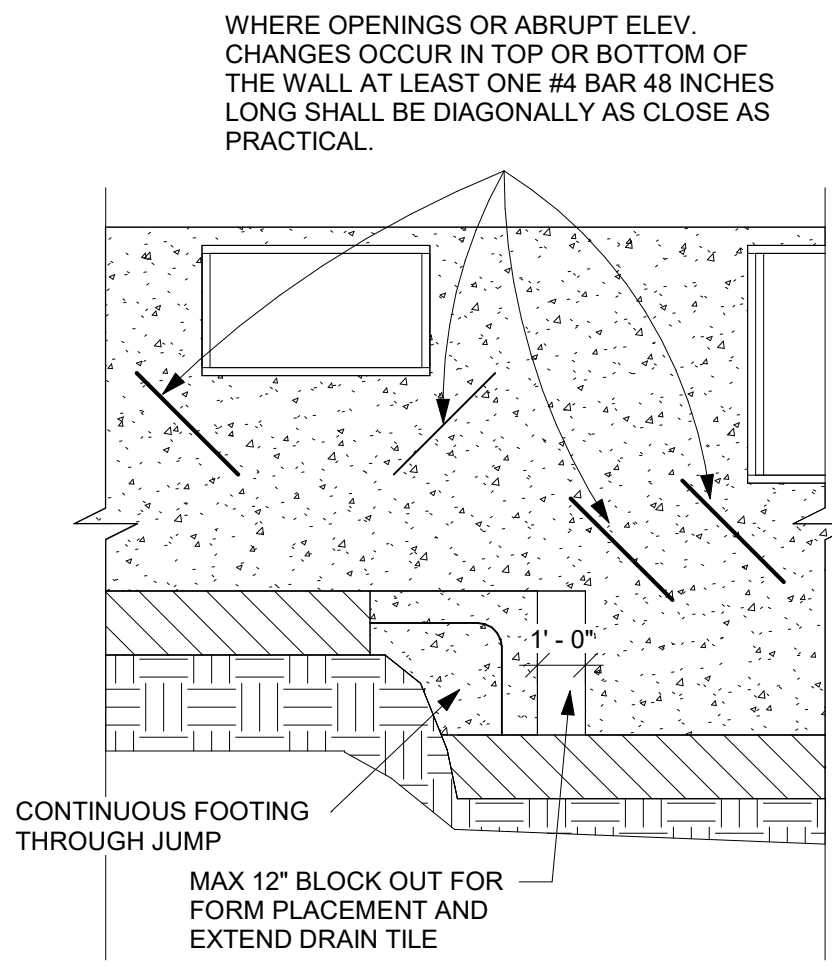 WHERE OPENINGS OR ABRUPT ELEV.
CHANGES OCCUR IN TOP OR BOTTOM OF
THE WALL AT LEAST ONE #4 BAR 48 INCHES
LONG SHALL BE DIAGONALLY AS CLOSE AS
PRACTICAL.
1' - 0"
CONTINUOUS FOOTING
THROUGH JUMP
MAX 12" BLOCK OUT FOR
FORM PLACEMENT AND
EXTEND DRAIN TILE